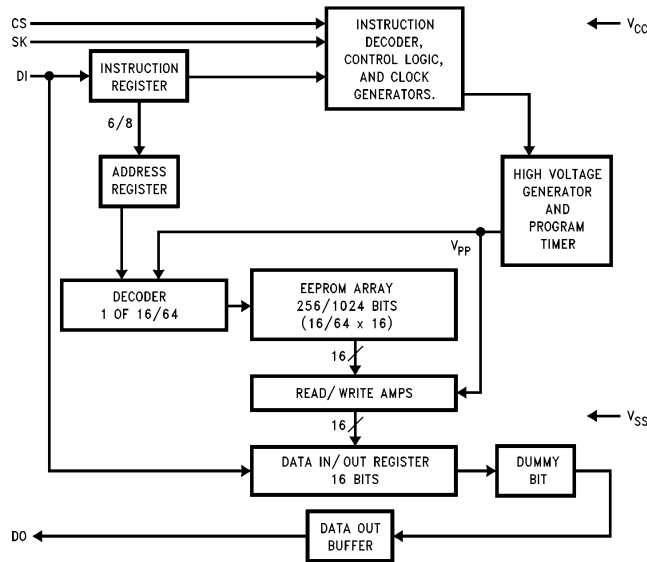 CS
SK
DI
INSTRUCTION
REGISTER
INSTRUCTION
DECODER,
CONTROL LOGIC,
AND CLOCK
GENERATORS.
VCC
6/8
ADDRESS
REGISTER
HIGH VOLTAGE
GENERATOR
AND
PROGRAM
TIMER
VPP
DECODER
1 OF 16/64
EEPROM ARRAY
256/1024 BITS
(16/64 x 16)
16
READ/WRITE AMPS
16
VSS
DATA IN/OUT REGISTER
16 BITS
DUMMY
BIT
DO
DATA OUT
BUFFER